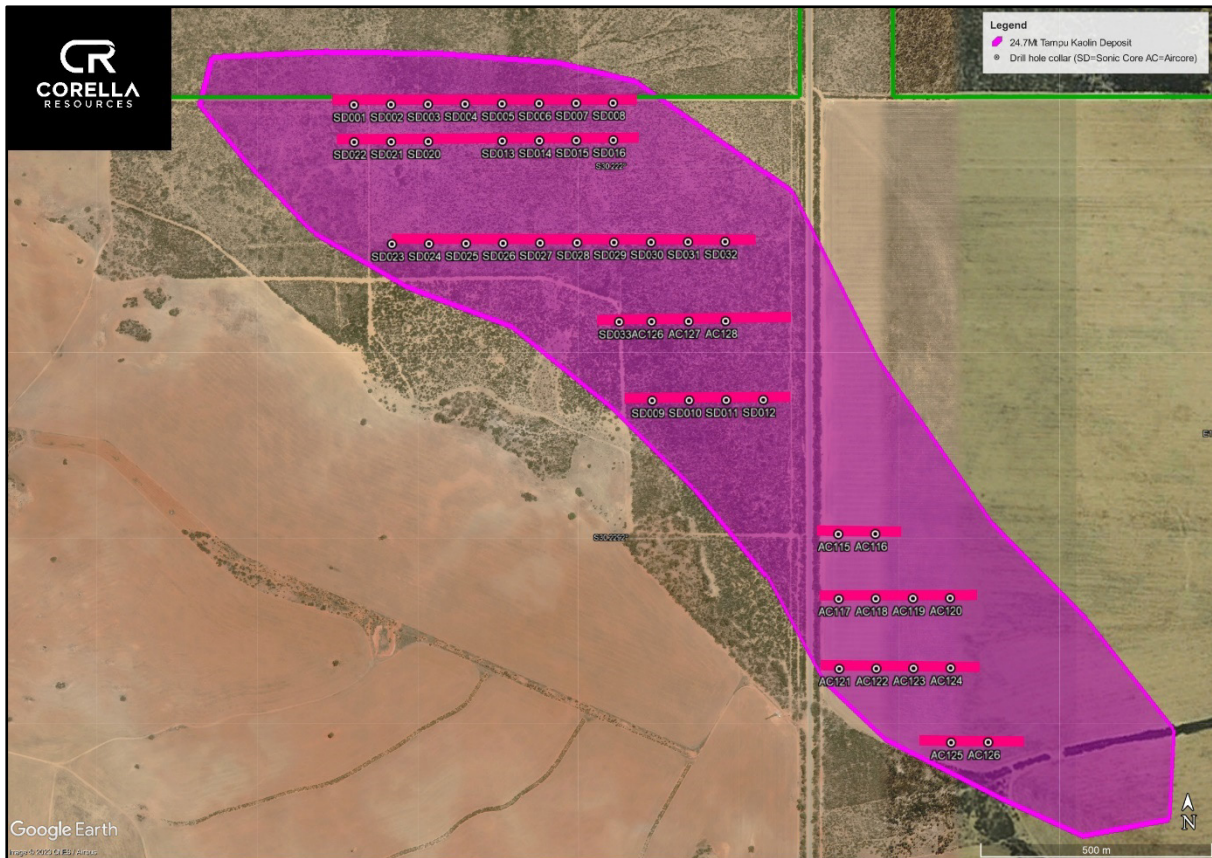 CR
CORELLA
RESOURCES
Legend
24.7Mt Tampu Kaolin Deposit
Drill hole collar (SD=Sonic Core AC=Aircore)
SD001 SD002 SD003 SD004 SD005 SD006 SD007 SD008
SD022 SD021 SD020 SD013 SD014 SD015 SD016
SD023 SD024 SD025 SD026 SD027 SD028 SD029 SD030 SD031 SD032
SD033 AC126 AC127 AC128
SD009 SD010 SD011 SD012
AC115 AC116
AC117 AC118 AC119 AC120
AC121 AC122 AC123 AC124
AC125 AC126
N
Google Earth
500 m